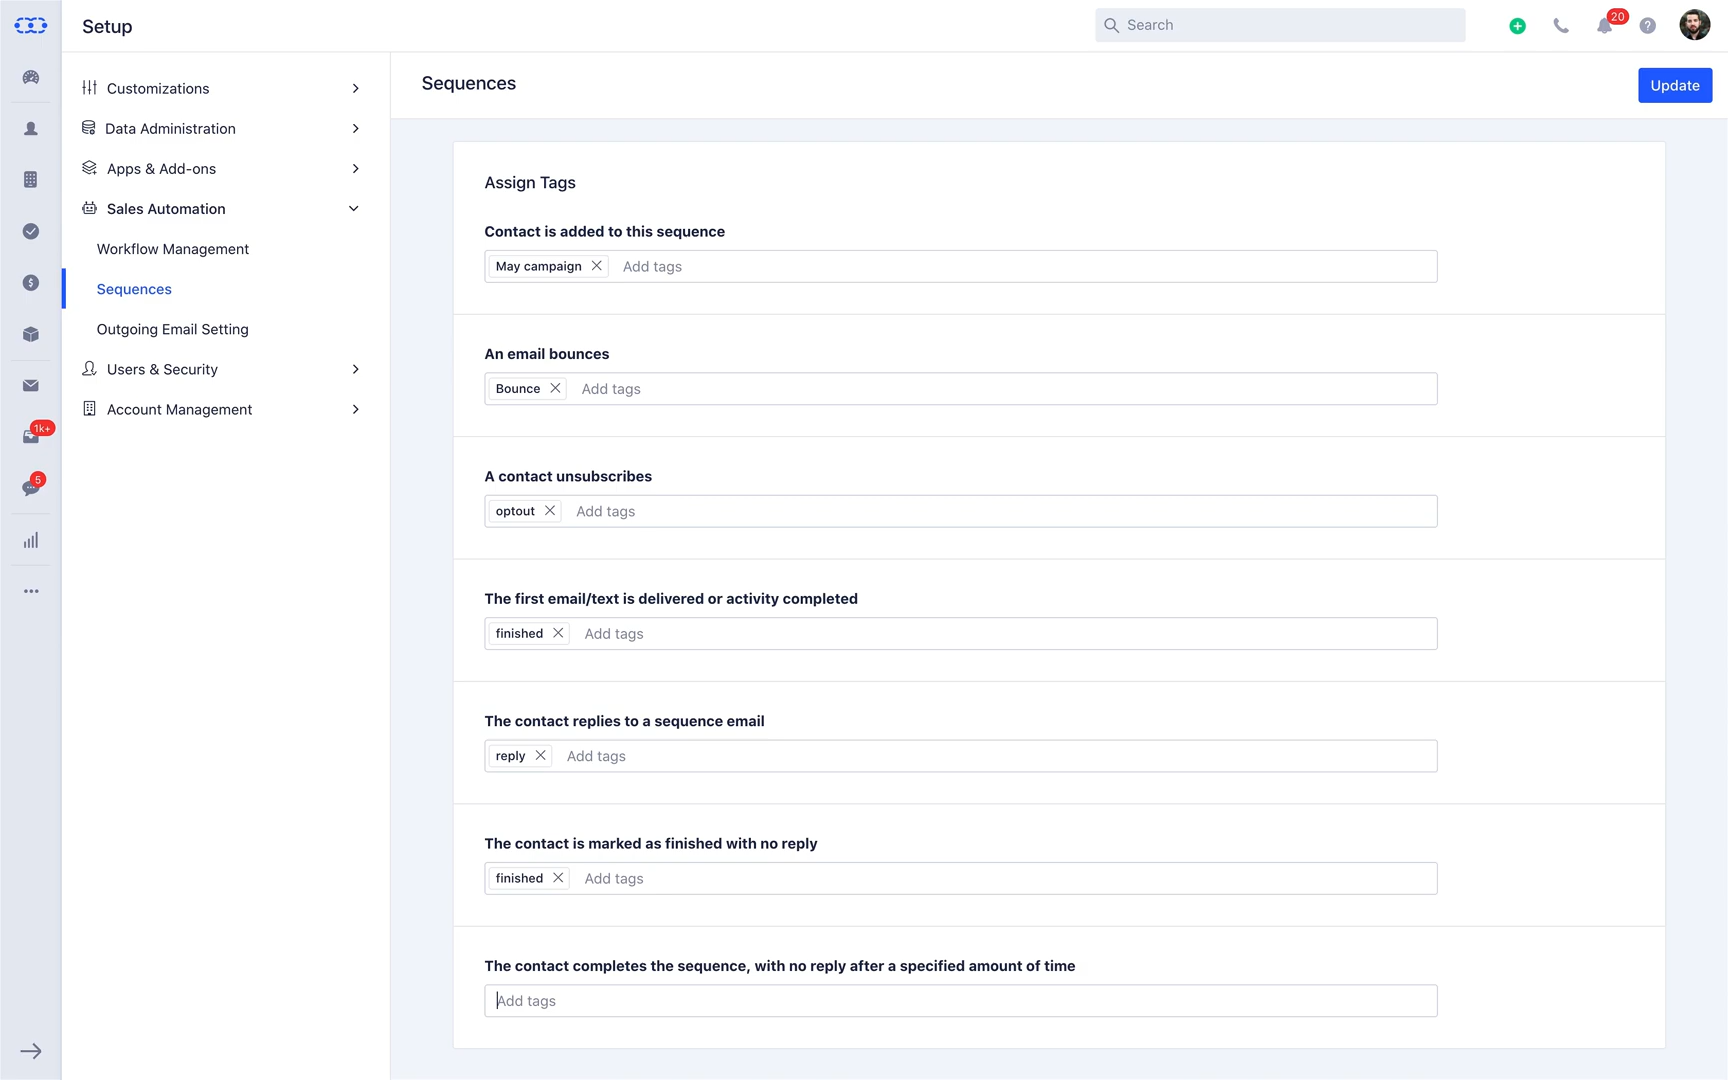 Setup
Search
20
Customizations
Data Administration
Apps & Add-ons
Sales Automation
Workflow Management
Sequences
Outgoing Email Setting
Users & Security
Account Management
1k+
5
Sequences
Update
Assign Tags
Contact is added to this sequence
May campaign Add tags
An email bounces
Bounce Add tags
A contact unsubscribes
optout Add tags
The first email/text is delivered or activity completed
finished Add tags
The contact replies to a sequence email
reply Add tags
The contact is marked as finished with no reply
finished Add tags
The contact completes the sequence, with no reply after a specified amount of time
Add tags